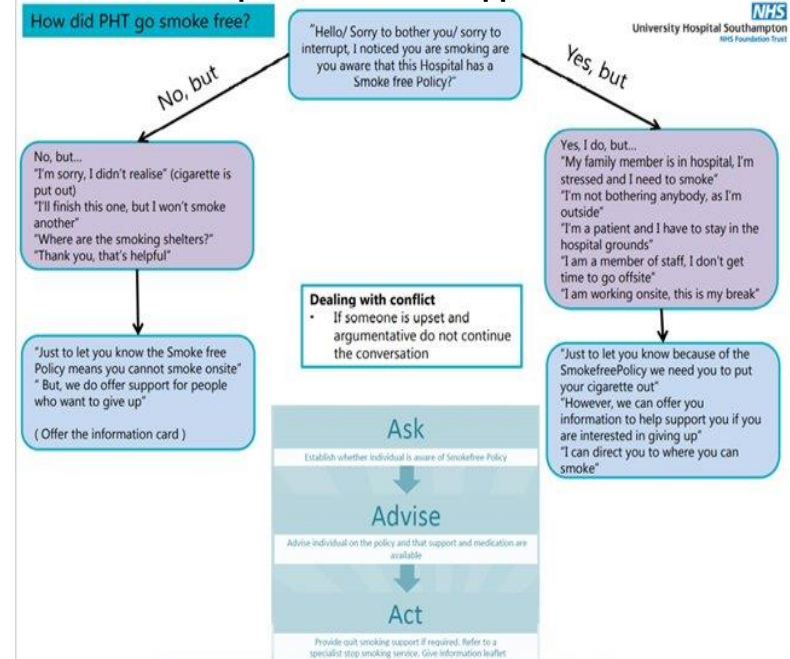 How did PHT go smoke free?
NHS
University Hospital Southampton
NHS Foundation Trust
"Hello/ Sorry to bother you/ sorry to
interrupt, I noticed you are smoking are
you aware that this Hospital has a
Smoke free Policy?"
No, but
Yes, but
No, but...
"I'm sorry, I didn't realise" (cigarette is
put out)
"I'll finish this one, but I won't smoke
another"
"Where are the smoking shelters?"
"Thank you, that's helpful"
Yes, I do, but...
"My family member is in hospital, I'm
stressed and I need to smoke"
"I'm not bothering anybody, as I'm
outside"
"I'm a patient and I have to stay in the
hospital grounds"
"I am a member of staff, I don't get
time to go offsite"
"I am working onsite, this is my break"
Dealing with conflict
• If someone is upset and
argumentative do not continue
the conversation
"Just to let you know the Smoke free
Policy means you cannot smoke onsite"
" But, we do offer support for people
who want to give up"
( Offer the information card )
"Just to let you know because of the
SmokefreePolicy we need you to put
your cigarette out"
"However, we can offer you
information to help support you if you
are interested in giving up"
"I can direct you to where you can
smoke"
Ask
Establish whether individual is aware of Smokefree Policy
Advise
Advise individual on the policy and that support and medication are
available
Act
Provide quit smoking support if required. Refer to a
specialist stop smoking service. Give information leaflet